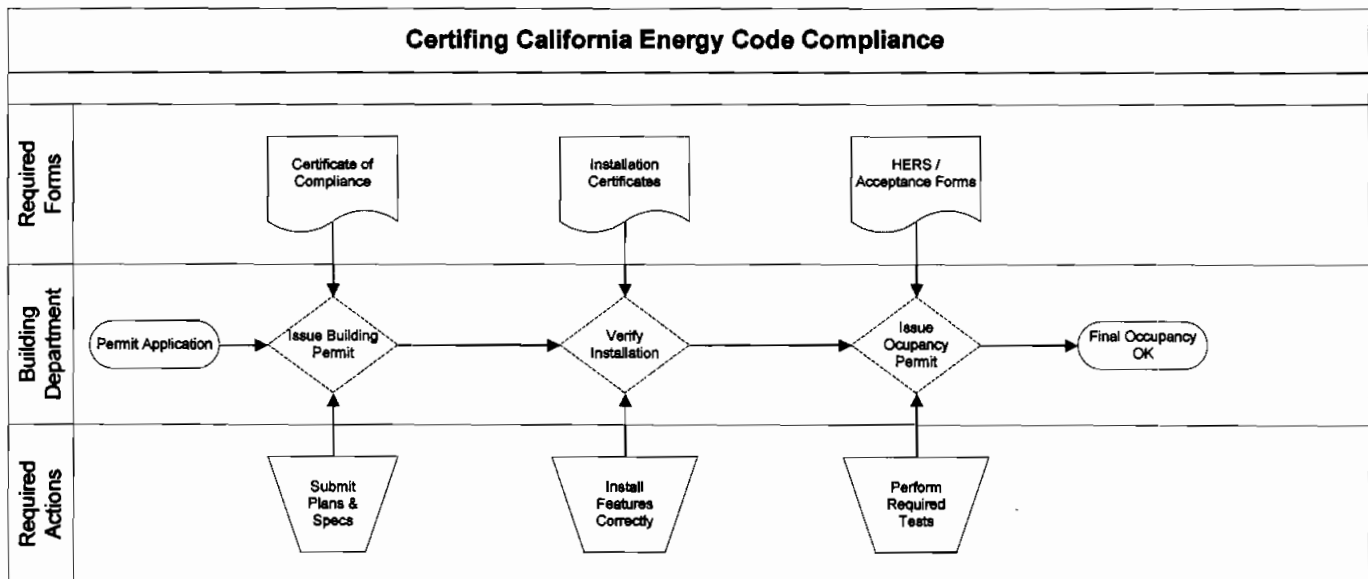 Certifing California Energy Code Compliance
Required
Forms
Certificate of
Compliance
Installation
Certificates
HERS /
Acceptance Forms
Building
Department
Permit Application
Issue Building
Permit
Verify
Installation
Issue
Ocupancy
Permit
Final Occupancy
OK
Required
Actions
Submit
Plans &
Specs
Install
Features
Correctly
Perform
Required
Tests